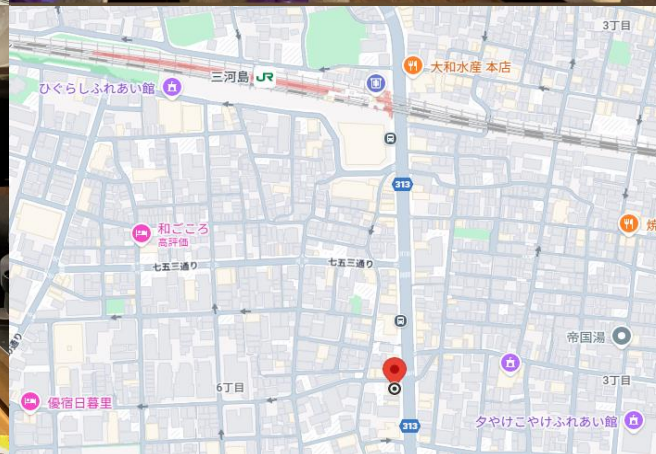 3丁目
大和水産 本店
三河島 JR
ひぐらしふれあい館
313
焼
和ごころ
高評価
七五三通り
七五三通り
帝国湯
6丁目
3丁目
優宿日暮里
夕やけこやけふれあい館
313